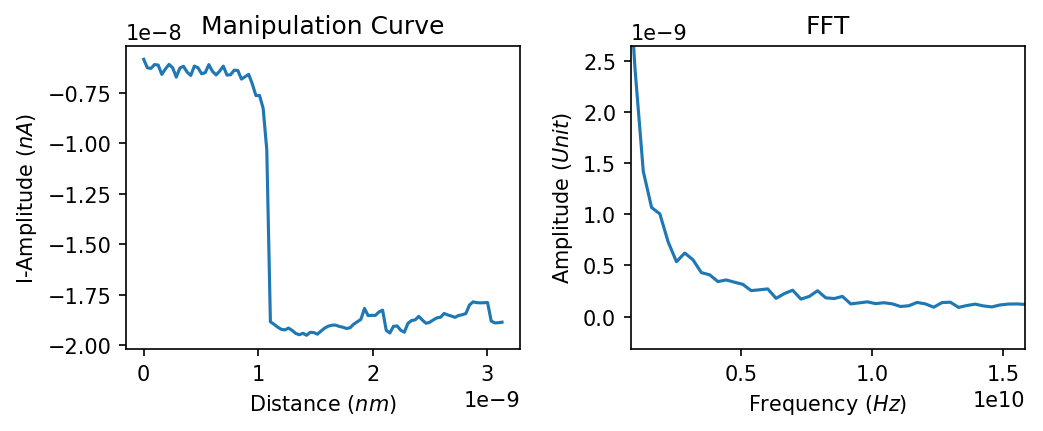 Manipulation Curve
1e−8
−0.75
−1.00
−1.25
−1.50
−1.75
−2.00
I-Amplitude (nA)
0 1 2 3
1e−9
Distance (nm)
FFT
1e−9
2.5
2.0
1.5
1.0
0.5
0.0
Amplitude (Unit)
0.5 1.0 1.5
1e10
Frequency (Hz)